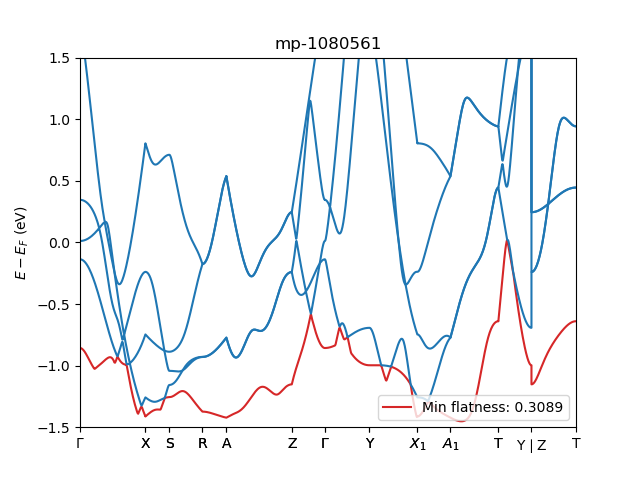 mp-1080561
E − E_F (eV)
1.5
1.0
0.5
0.0
−0.5
−1.0
−1.5
Min flatness: 0.3089
Γ X S R A Z Γ Y X₁ A₁ T Y | Z T